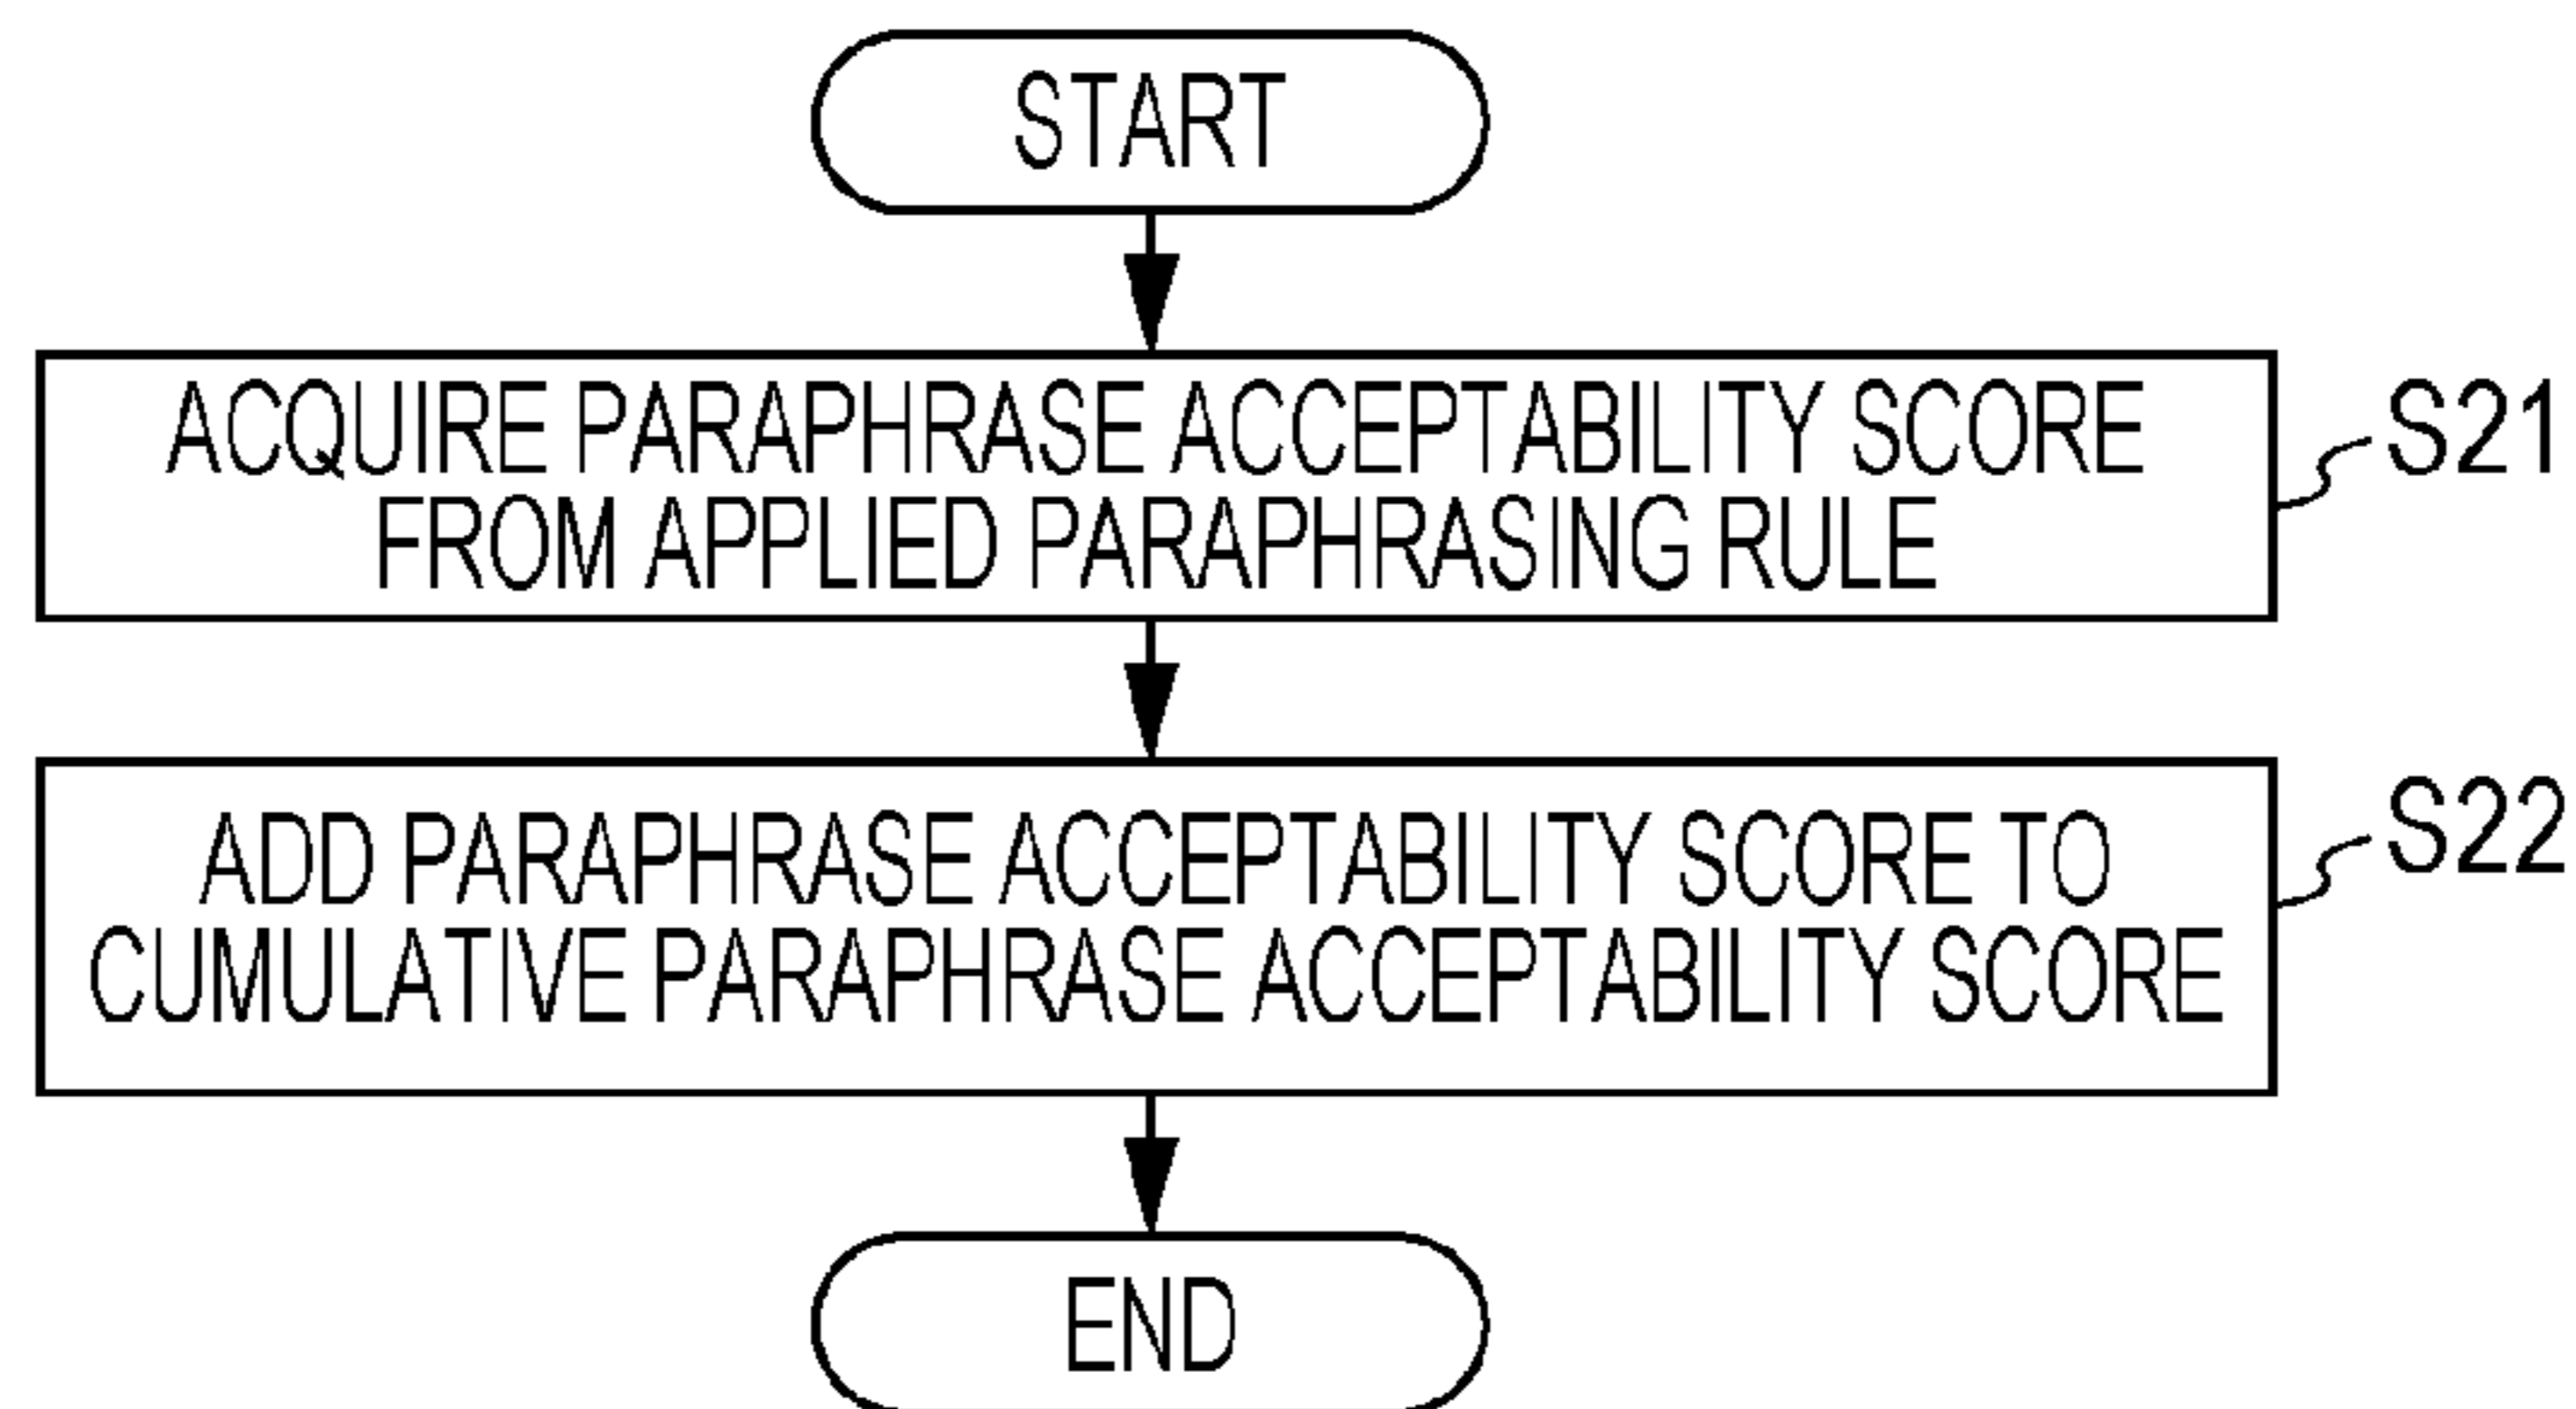 START
ACQUIRE PARAPHRASE ACCEPTABILITY SCORE
FROM APPLIED PARAPHRASING RULE
S21
ADD PARAPHRASE ACCEPTABILITY SCORE TO
CUMULATIVE PARAPHRASE ACCEPTABILITY SCORE
S22
END